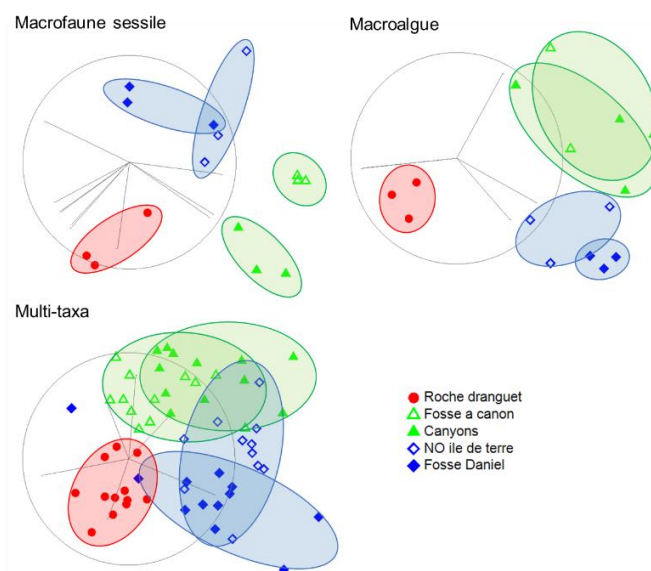 Macrofaune sessile
Macroalgue
Multi-taxa
Roche dranguet
Fosse a canon
Canyons
NO ile de terre
Fosse Daniel